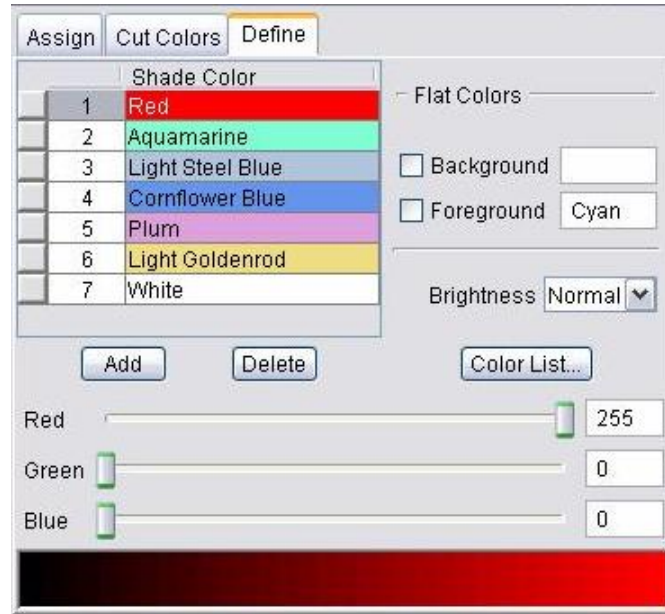 Assign Cut Colors Define
Shade Color
1 Red
2 Aquamarine
3 Light Steel Blue
4 Cornflower Blue
5 Plum
6 Light Goldenrod
7 White
Flat Colors
Background
Foreground Cyan
Brightness Normal
Add Delete Color List...
Red 255
Green 0
Blue 0